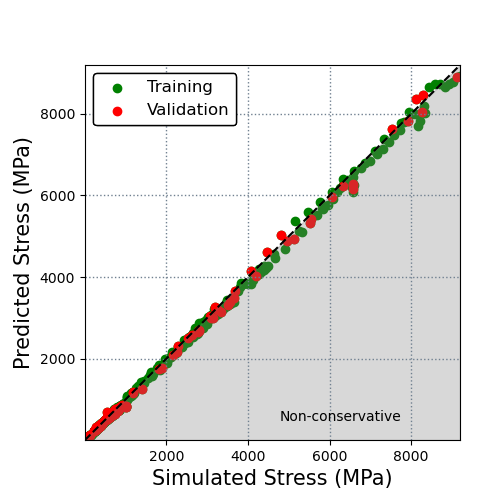 Training
Validation
8000
6000
4000
2000
Predicted Stress (MPa)
Non-conservative
2000 4000 6000 8000
Simulated Stress (MPa)